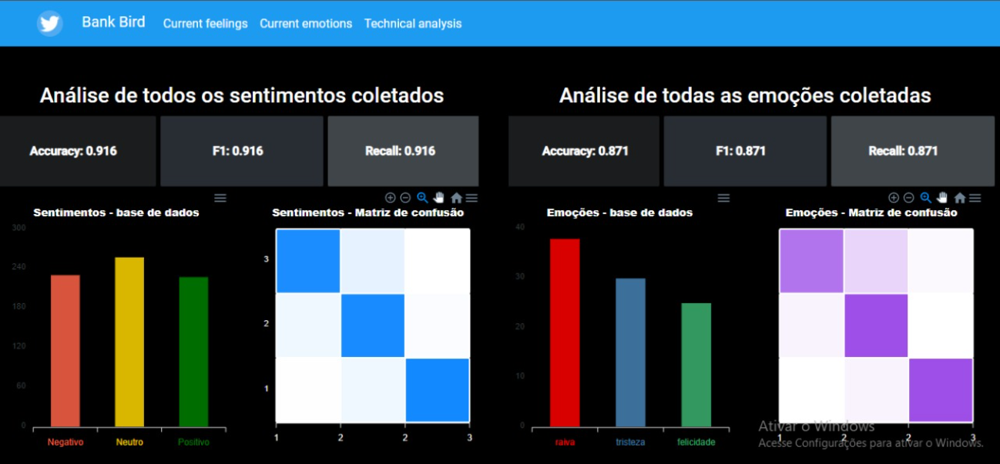 Bank Bird Current feelings Current emotions Technical analysis
Análise de todos os sentimentos coletados
Accuracy: 0.916 F1: 0.916 Recall: 0.916
Sentimentos - base de dados
300
240
180
120
60
0
Negativo Neutro Positivo
Sentimentos - Matriz de confusão
3
2
1
1 2 2 3
Análise de todas as emoções coletadas
Accuracy: 0.871 F1: 0.871 Recall: 0.871
Emoções - base de dados
40
30
20
10
0
raiva tristeza felicidade
Emoções - Matriz de confusão
1 2 2 3
Ativar o Windows
Acesse Configurações para ativar o Windows.